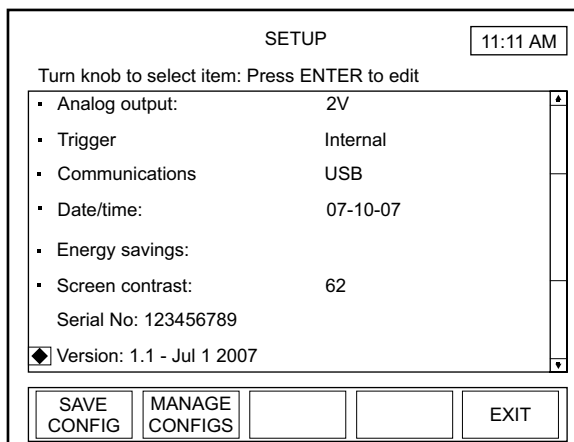 SETUP
11:11 AM
Turn knob to select item: Press ENTER to edit
Analog output: 2V
Trigger Internal
Communications USB
Date/time: 07-10-07
Energy savings:
Screen contrast: 62
Serial No: 123456789
Version: 1.1 - Jul 1 2007
SAVE CONFIG
MANAGE CONFIGS
EXIT